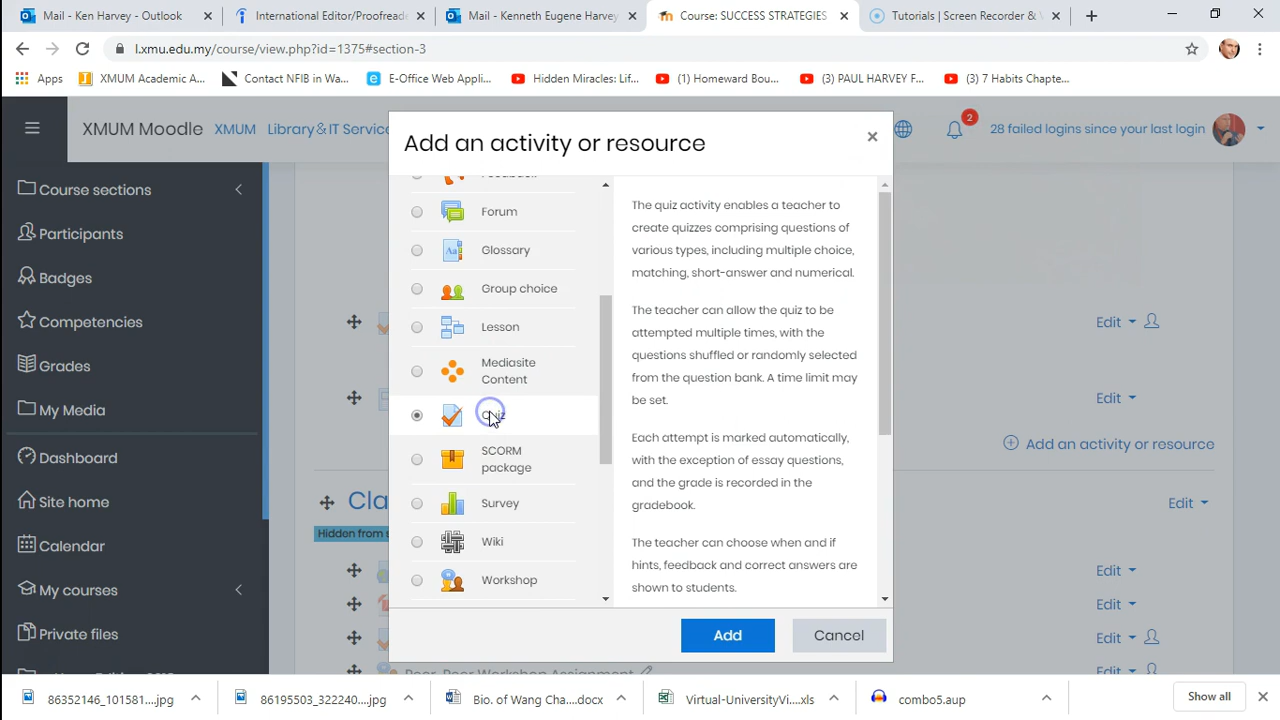 Mail - Ken Harvey - Outlook
International Editor/Proofreade
Mail - Kenneth Eugene Harvey
Course: SUCCESS STRATEGIES
Tutorials | Screen Recorder & V
l.xmu.edu.my/course/view.php?id=1375#section-3
Apps
XMUM Academic A...
Contact NFIB in Wa...
E-Office Web Applic...
Hidden Miracles: Lif...
(1) Homeward Bou...
(3) PAUL HARVEY F...
(3) 7 Habits Chapte...
XMUM Moodle
XMUM
Library&IT Service
2
28 failed logins since your last login
Course sections
Participants
Badges
Competencies
Grades
My Media
Dashboard
Site home
Calendar
My courses
Private files
Add an activity or resource
Forum
Glossary
Group choice
Lesson
Mediasite
Content
Quiz
SCORM
package
Survey
Wiki
Workshop
The quiz activity enables a teacher to
create quizzes comprising questions of
various types, including multiple choice,
matching, short-answer and numerical.
The teacher can allow the quiz to be
attempted multiple times, with the
questions shuffled or randomly selected
from the question bank. A time limit may
be set.
Each attempt is marked automatically,
with the exception of essay questions,
and the grade is recorded in the
gradebook.
The teacher can choose when and if
hints, feedback and correct answers are
shown to students.
Add
Cancel
Edit
Edit
Add an activity or resource
Cla
Edit
Hidden from s
Edit
Edit
Edit
Edit
Peer-Peer Workshop Assignment
86352146_101581....jpg
86195503_322240....jpg
Bio. of Wang Cha....docx
Virtual-UniversityVi....xls
combo5.aup
Show all